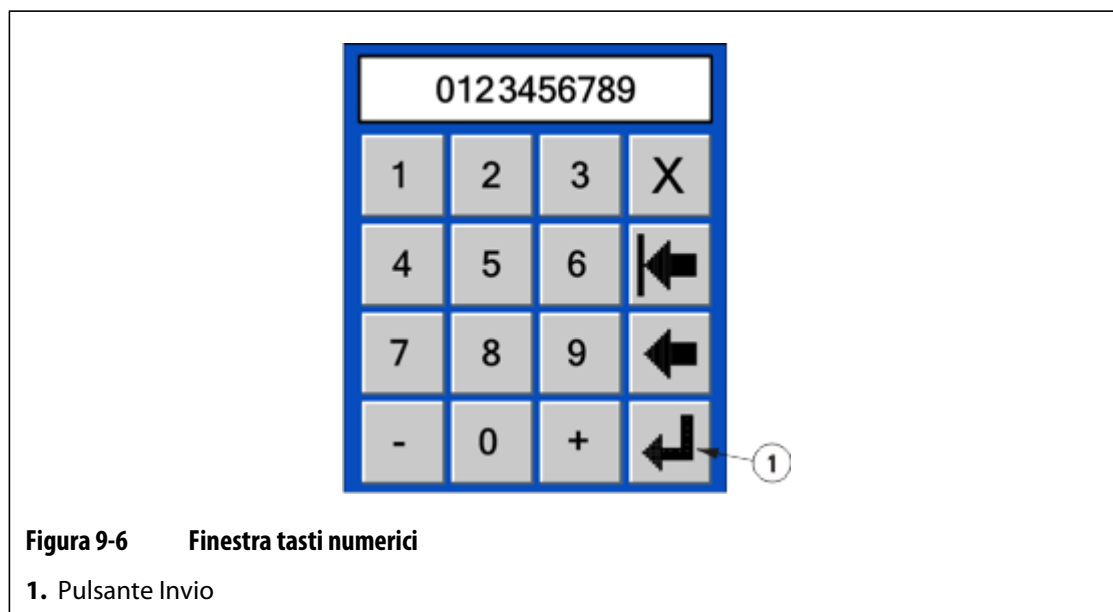 0123456789
1 2 3 X
4 5 6
7 8 9
- 0 +
1
Figura 9-6 Finestra tasti numerici
1. Pulsante Invio